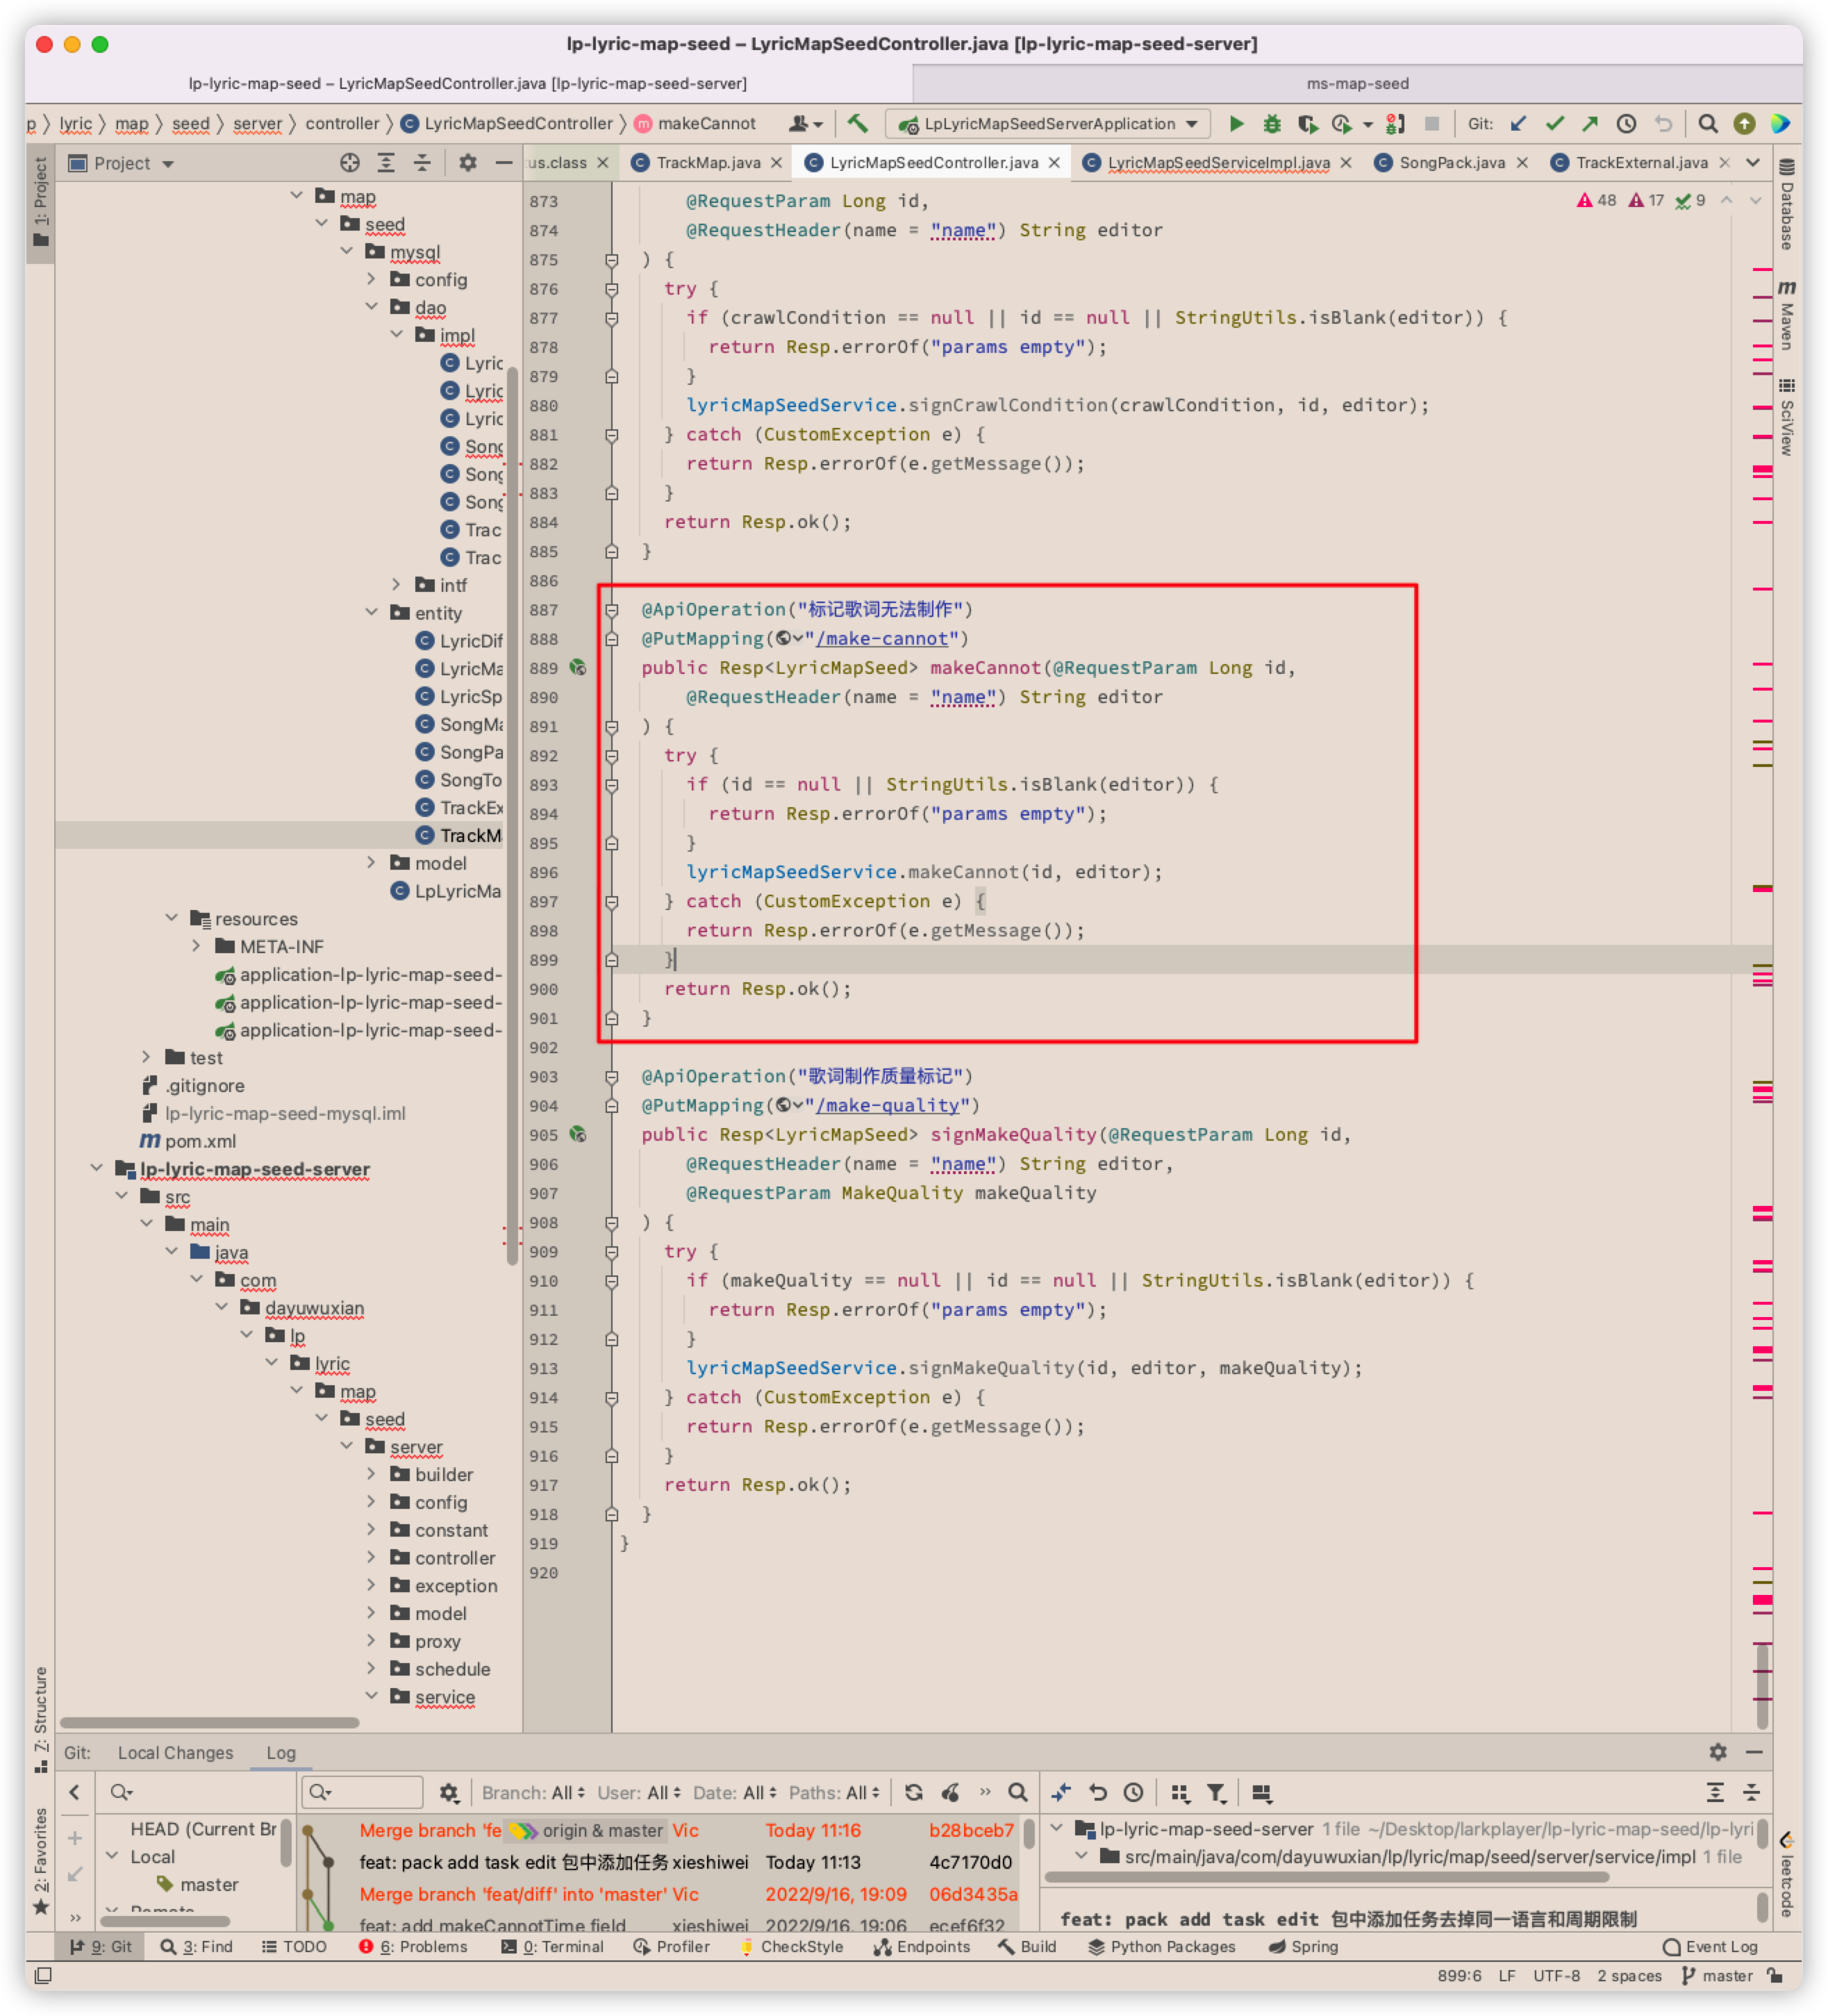 lp-lyric-map-seed – LyricMapSeedController.java [lp-lyric-map-seed-server]
lp-lyric-map-seed – LyricMapSeedController.java [lp-lyric-map-seed-server]
ms-map-seed
p lyric map seed server controller LyricMapSeedController makeCannot
LpLyricMapSeedServerApplication
Git:
Project
us.class
TrackMap.java
LyricMapSeedController.java
LyricMapSeedServiceImpl.java
SongPack.java
TrackExternal.java
1: Project
Z: Structure
2: Favorites
Database
Maven
SciView
leetcode
48 17 9
map
seed
mysql
config
dao
impl
Lyric
Lyric
Lyric
Song
Song
Song
Trac
Trac
intf
entity
LyricDif
LyricMa
LyricSp
SongMa
SongPa
SongTo
TrackEx
TrackM
model
LpLyricMa
resources
META-INF
application-lp-lyric-map-seed-
application-lp-lyric-map-seed-
application-lp-lyric-map-seed-
test
.gitignore
lp-lyric-map-seed-mysql.iml
pom.xml
lp-lyric-map-seed-server
src
main
java
com
dayuwuxian
lp
lyric
map
seed
server
builder
config
constant
controller
exception
model
proxy
schedule
service
873 @RequestParam Long id,
874 @RequestHeader(name = "name") String editor
875 ) {
876 try {
877 if (crawlCondition == null || id == null || StringUtils.isBlank(editor)) {
878 return Resp.errorOf("params empty");
879 }
880 lyricMapSeedService.signCrawlCondition(crawlCondition, id, editor);
881 } catch (CustomException e) {
882 return Resp.errorOf(e.getMessage());
883 }
884 return Resp.ok();
885 }
886
887 @ApiOperation("标记歌词无法制作")
888 @PutMapping("/make-cannot")
889 public Resp<LyricMapSeed> makeCannot(@RequestParam Long id,
890 @RequestHeader(name = "name") String editor
891 ) {
892 try {
893 if (id == null || StringUtils.isBlank(editor)) {
894 return Resp.errorOf("params empty");
895 }
896 lyricMapSeedService.makeCannot(id, editor);
897 } catch (CustomException e) {
898 return Resp.errorOf(e.getMessage());
899 }
900 return Resp.ok();
901 }
902
903 @ApiOperation("歌词制作质量标记")
904 @PutMapping("/make-quality")
905 public Resp<LyricMapSeed> signMakeQuality(@RequestParam Long id,
906 @RequestHeader(name = "name") String editor,
907 @RequestParam MakeQuality makeQuality
908 ) {
909 try {
910 if (makeQuality == null || id == null || StringUtils.isBlank(editor)) {
911 return Resp.errorOf("params empty");
912 }
913 lyricMapSeedService.signMakeQuality(id, editor, makeQuality);
914 } catch (CustomException e) {
915 return Resp.errorOf(e.getMessage());
916 }
917 return Resp.ok();
918 }
919 }
920
Git: Local Changes Log
Branch: All User: All Date: All Paths: All
HEAD (Current Br
Local
master
Merge branch 'fe origin & master Vic Today 11:16 b28bceb7
feat: pack add task edit 包中添加任务 xieshiwei Today 11:13 4c7170d0
Merge branch 'feat/diff' into 'master' Vic 2022/9/16, 19:09 06d3435a
feat: add makeCannotTime field xieshiwei 2022/9/16, 19:06 ecef6f32
lp-lyric-map-seed-server 1 file ~/Desktop/larkplayer/lp-lyric-map-seed/lp-lyri
src/main/java/com/dayuwuxian/lp/lyric/map/seed/server/service/impl 1 file
feat: pack add task edit 包中添加任务去掉同一语言和周期限制
9: Git 3: Find TODO 6: Problems 0: Terminal Profiler CheckStyle Endpoints Build Python Packages Spring Event Log
899:6 LF UTF-8 2 spaces master